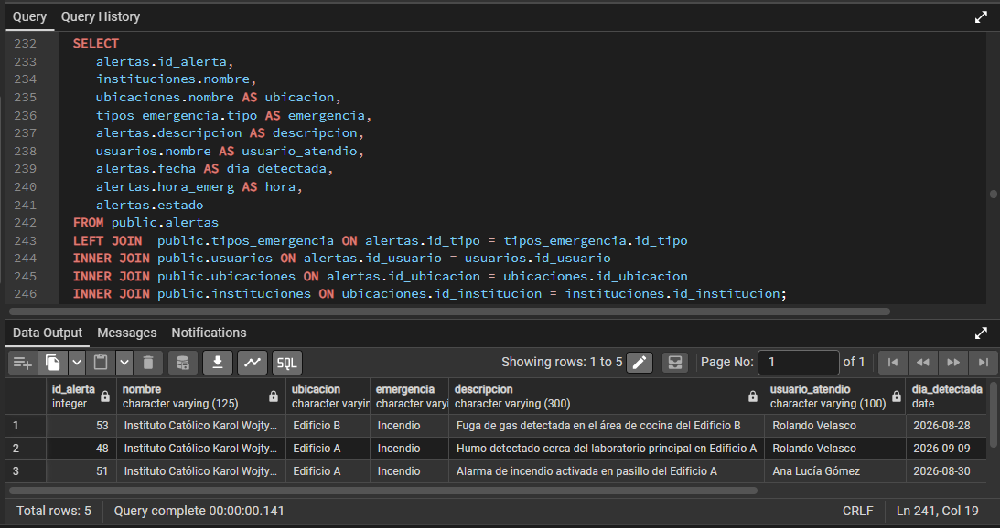 Query Query History
232 SELECT
233 alertas.id_alerta,
234 instituciones.nombre,
235 ubicaciones.nombre AS ubicacion,
236 tipos_emergencia.tipo AS emergencia,
237 alertas.descripcion AS descripcion,
238 usuarios.nombre AS usuario_atendio,
239 alertas.fecha AS dia_detectada,
240 alertas.hora_emerg AS hora,
241 alertas.estado
242 FROM public.alertas
243 LEFT JOIN  public.tipos_emergencia ON alertas.id_tipo = tipos_emergencia.id_tipo
244 INNER JOIN public.usuarios ON alertas.id_usuario = usuarios.id_usuario
245 INNER JOIN public.ubicaciones ON alertas.id_ubicacion = ubicaciones.id_ubicacion
246 INNER JOIN public.instituciones ON ubicaciones.id_institucion = instituciones.id_institucion;
Data Output Messages Notifications
SQL Showing rows: 1 to 5 Page No: 1 of 1
id_alerta nombre ubicacion emergencia descripcion usuario_atendio dia_detectada
integer character varying (125) character varyin character varyi character varying (300) character varying (100) date
1 53 Instituto Católico Karol Wojty... Edificio B Incendio Fuga de gas detectada en el área de cocina del Edificio B Rolando Velasco 2026-08-28
2 48 Instituto Católico Karol Wojty... Edificio A Incendio Humo detectado cerca del laboratorio principal en Edificio A Rolando Velasco 2026-09-09
3 51 Instituto Católico Karol Wojty... Edificio A Incendio Alarma de incendio activada en pasillo del Edificio A Ana Lucía Gómez 2026-08-30
Total rows: 5 Query complete 00:00:00.141 CRLF Ln 241, Col 19